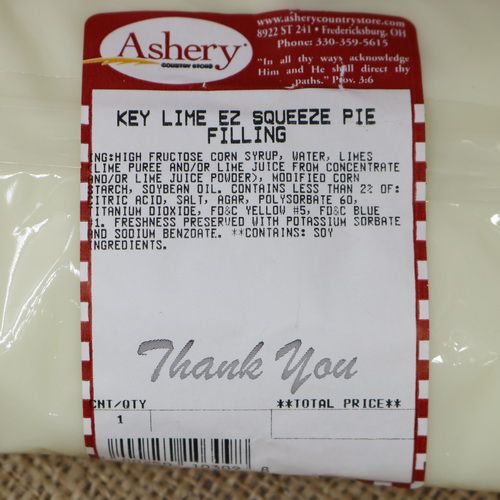 www.asherycountrystore.com
8922 ST 241 • Fredericksburg, OH
Phone: 330-359-5615
"In all thy ways acknowledge
Him and He shall direct thy
paths." Prov. 3:6
Ashery
COUNTRY STORE
KEY LIME EZ SQUEEZE PIE
FILLING
ING:HIGH FRUCTOSE CORN SYRUP, WATER, LIMES
(LIME PUREE AND/OR LIME JUICE FROM CONCENTRATE
AND/OR LIME JUICE POWDER), MODIFIED CORN
STARCH, SOYBEAN OIL. CONTAINS LESS THAN 2% OF:
CITRIC ACID, SALT, AGAR, POLYSORBATE 60,
TITANIUM DIOXIDE, FD&C YELLOW #5, FD&C BLUE
#1. FRESHNESS PRESERVED WITH POTASSIUM SORBATE
AND SODIUM BENZOATE. **CONTAINS: SOY
INGREDIENTS.
Thank You
CNT/QTY
**TOTAL PRICE**
1